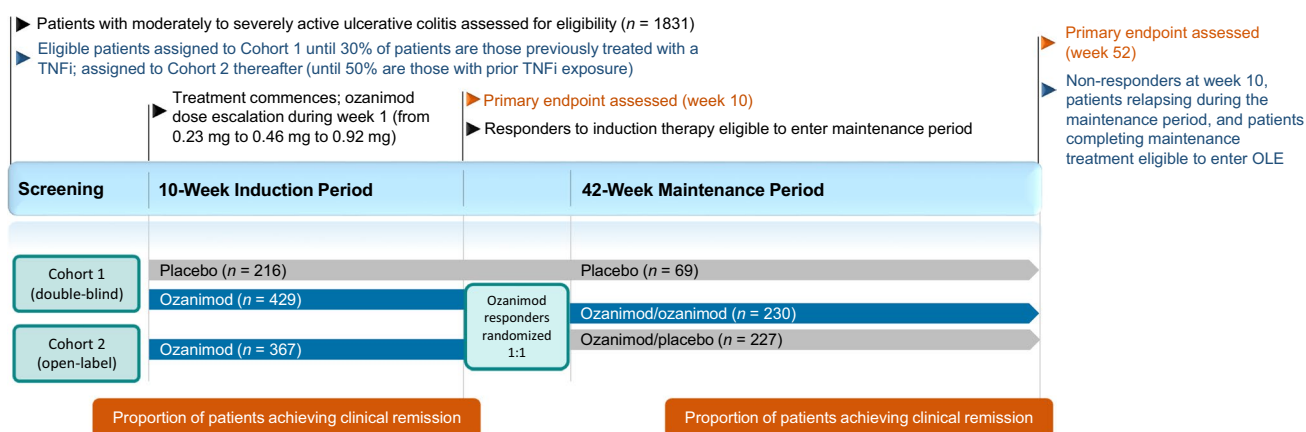 Patients with moderately to severely active ulcerative colitis assessed for eligibility (n = 1831)
Eligible patients assigned to Cohort 1 until 30% of patients are those previously treated with a
TNFi; assigned to Cohort 2 thereafter (until 50% are those with prior TNFi exposure)
Treatment commences; ozanimod
dose escalation during week 1 (from
0.23 mg to 0.46 mg to 0.92 mg)
Primary endpoint assessed (week 10)
Responders to induction therapy eligible to enter maintenance period
Primary endpoint assessed
(week 52)
Non-responders at week 10,
patients relapsing during the
maintenance period, and patients
completing maintenance
treatment eligible to enter OLE
Screening
10-Week Induction Period
42-Week Maintenance Period
Cohort 1
(double-blind)
Placebo (n = 216)
Placebo (n = 69)
Ozanimod (n = 429)
Ozanimod
responders
randomized
1:1
Ozanimod/ozanimod (n = 230)
Ozanimod/placebo (n = 227)
Cohort 2
(open-label)
Ozanimod (n = 367)
Proportion of patients achieving clinical remission
Proportion of patients achieving clinical remission